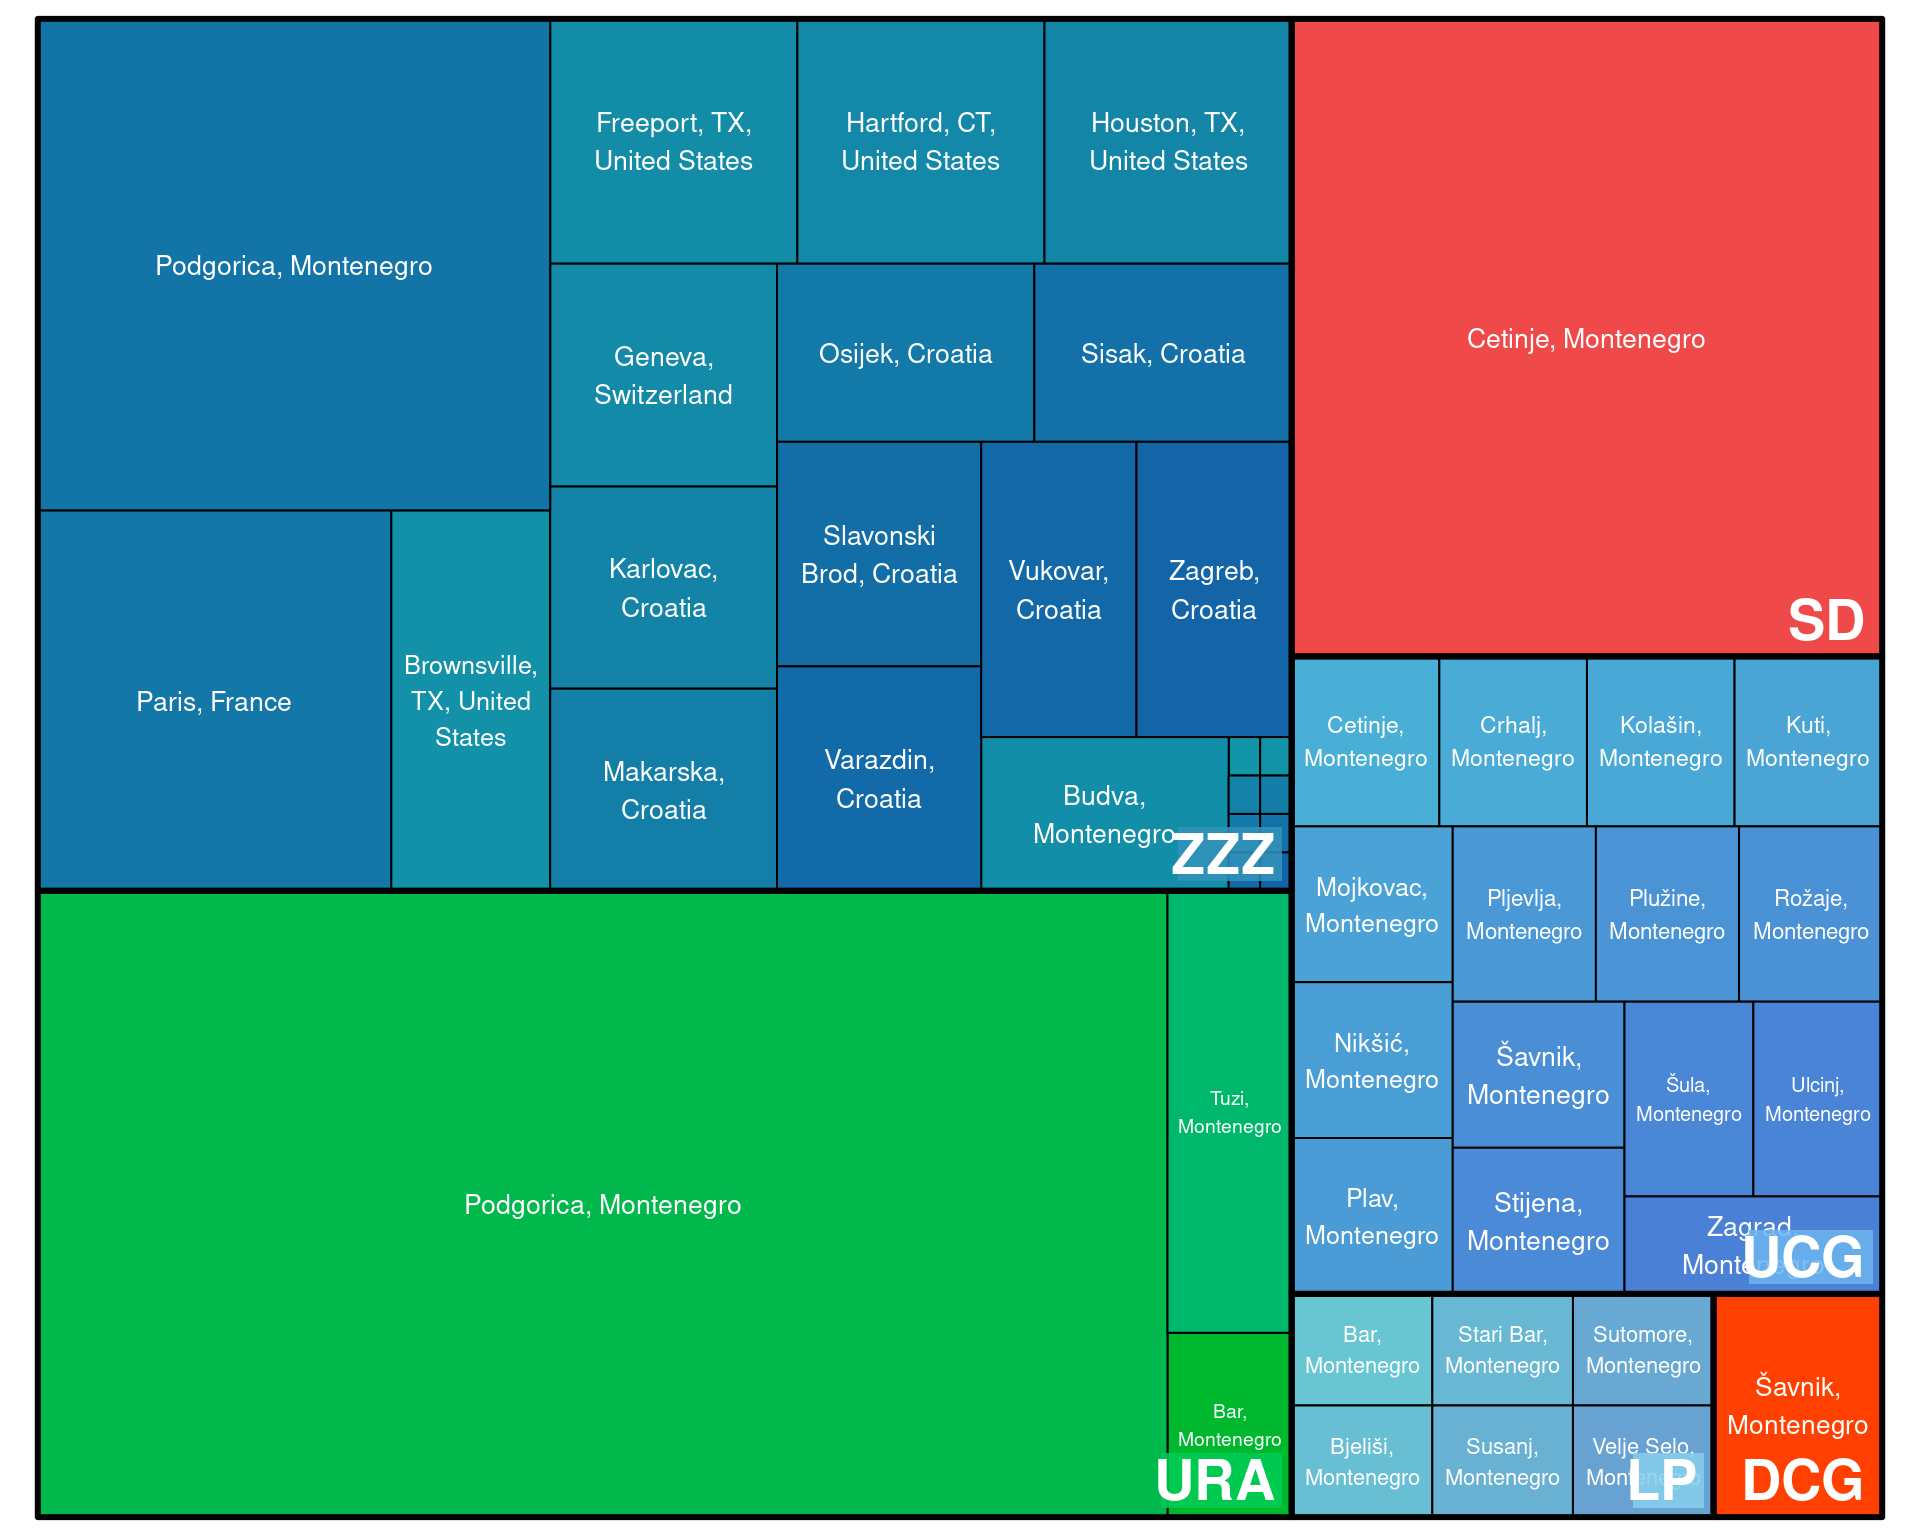 Podgorica, Montenegro
Paris, France
Brownsville,
TX, United
States
Freeport, TX,
United States
Hartford, CT,
United States
Houston, TX,
United States
Geneva,
Switzerland
Karlovac,
Croatia
Makarska,
Croatia
Osijek, Croatia
Sisak, Croatia
Slavonski
Brod, Croatia
Varazdin,
Croatia
Vukovar,
Croatia
Zagreb,
Croatia
Budva,
Montenegro
ZZZ
Podgorica, Montenegro
Tuzi,
Montenegro
Bar,
Montenegro
URA
Cetinje, Montenegro
SD
Cetinje,
Montenegro
Crhalj,
Montenegro
Kolašin,
Montenegro
Kuti,
Montenegro
Mojkovac,
Montenegro
Nikšić,
Montenegro
Plav,
Montenegro
Pljevlja,
Montenegro
Plužine,
Montenegro
Rožaje,
Montenegro
Šavnik,
Montenegro
Stijena,
Montenegro
Šula,
Montenegro
Ulcinj,
Montenegro
Zagrad,
Montenegro
UCG
Bar,
Montenegro
Bjeliši,
Montenegro
Stari Bar,
Montenegro
Susanj,
Montenegro
Sutomore,
Montenegro
Velje Selo,
Montenegro
LP
Šavnik,
Montenegro
DCG